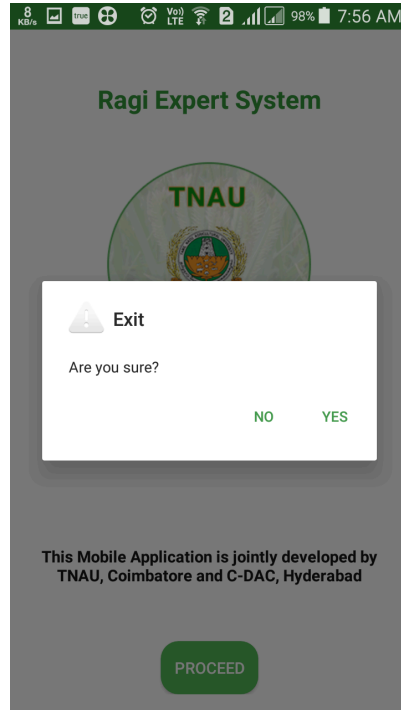 8
KB/s
true
Vo))
LTE
2
98%
7:56 AM
Ragi Expert System
TNAU
Exit
Are you sure?
NO
YES
This Mobile Application is jointly developed by
TNAU, Coimbatore and C-DAC, Hyderabad
PROCEED